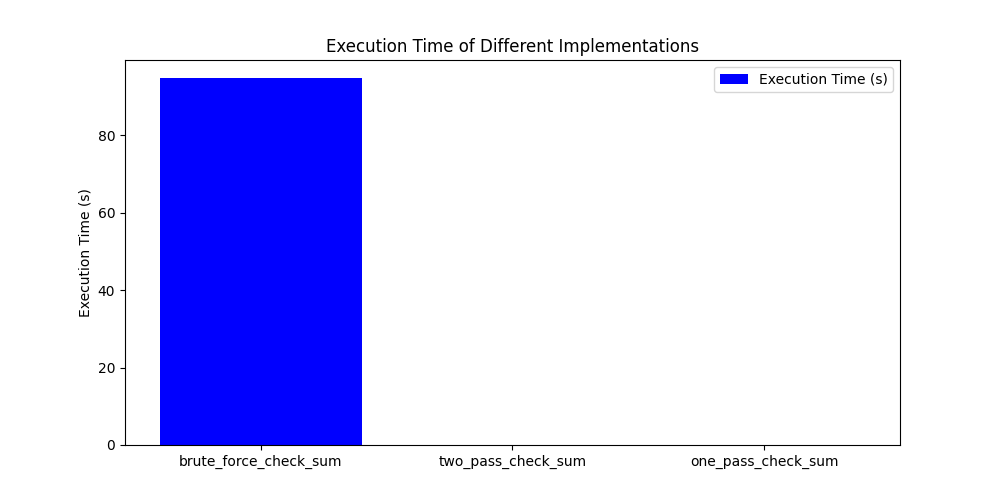 Execution Time of Different Implementations
Execution Time (s)
Execution Time (s)
80
60
40
20
0
brute_force_check_sum two_pass_check_sum one_pass_check_sum